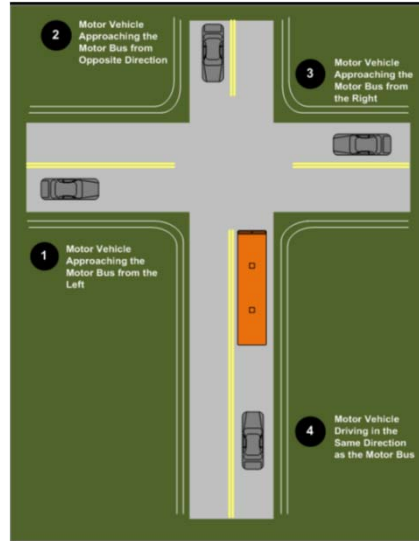 2
Motor Vehicle
Approaching the
Motor Bus from
Opposite Direction
3
Motor Vehicle
Approaching the
Motor Bus from
the Right
1
Motor Vehicle
Approaching the
Motor Bus from the
Left
4
Motor Vehicle
Driving in the
Same Direction
as the Motor Bus